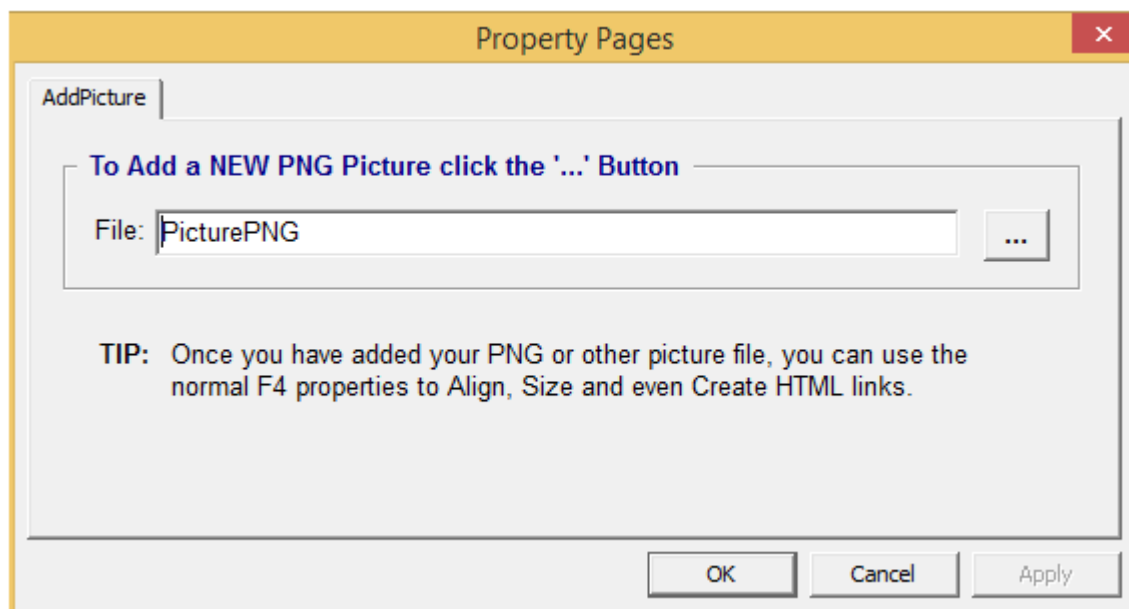 Property Pages
AddPicture
To Add a NEW PNG Picture click the '...' Button
File: PicturePNG ...
TIP: Once you have added your PNG or other picture file, you can use the
normal F4 properties to Align, Size and even Create HTML links.
OK Cancel Apply